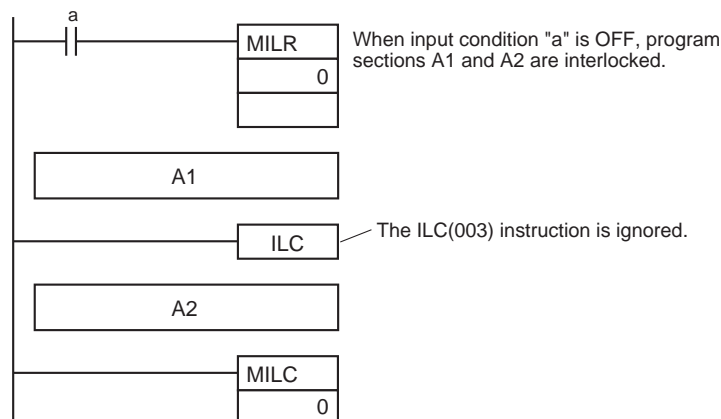 a
MILR
0
When input condition "a" is OFF, program
sections A1 and A2 are interlocked.
A1
ILC
The ILC(003) instruction is ignored.
A2
MILC
0